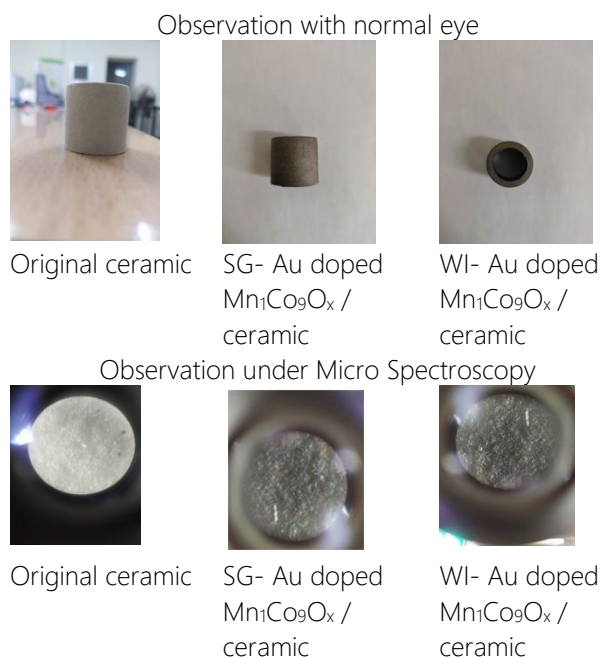 Observation with normal eye
Original ceramic
SG- Au doped
Mn₁Co₉Oₓ /
ceramic
WI- Au doped
Mn₁Co₉Oₓ /
ceramic
Observation under Micro Spectroscopy
Original ceramic
SG- Au doped
Mn₁Co₉Oₓ /
ceramic
WI- Au doped
Mn₁Co₉Oₓ /
ceramic